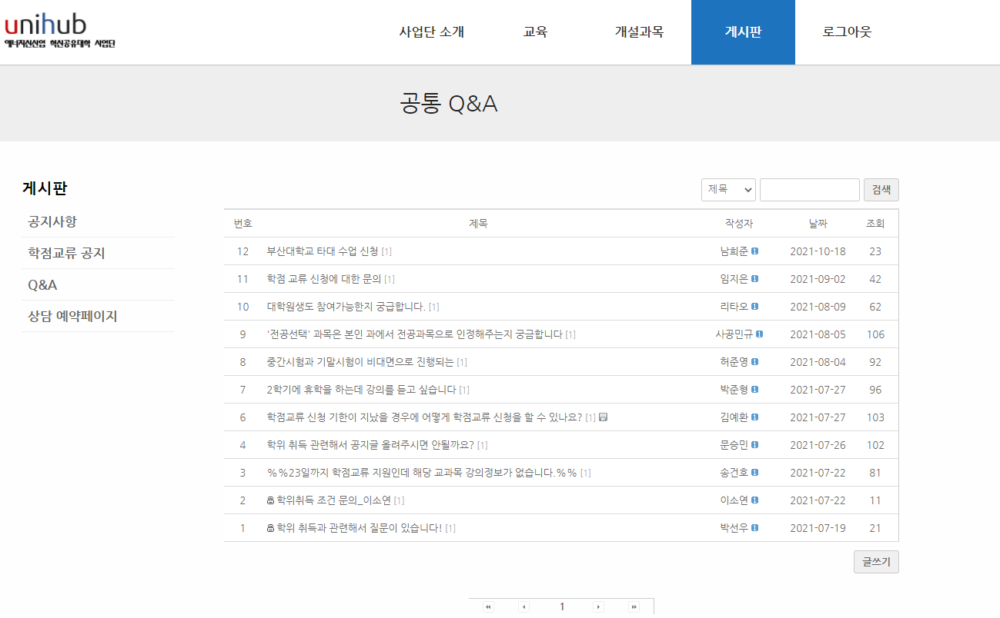 unihub
에너지신산업 혁신공유대학 사업단
사업단 소개 교육 개설과목 게시판 로그아웃
공통 Q&A
게시판
공지사항
학점교류 공지
Q&A
상담 예약페이지
제목 검색
번호 제목 작성자 날짜 조회
12 부산대학교 타대 수업 신청 [1] 남희준 1 2021-10-18 23
11 학점 교류 신청에 대한 문의 [1] 임지은 1 2021-09-02 42
10 대학원생도 참여가능한지 궁급합니다. [1] 리타오 1 2021-08-09 62
9 '전공선택' 과목은 본인 과에서 전공과목으로 인정해주는지 궁금합니다 [1] 사공민규 1 2021-08-05 106
8 중간시험과 기말시험이 비대면으로 진행되는 [1] 허준영 1 2021-08-04 92
7 2학기에 휴학을 하는데 강의를 듣고 싶습니다 [1] 박준형 1 2021-07-27 96
6 학점교류 신청 기한이 지났을 경우에 어떻게 학점교류 신청을 할 수 있나요? [1] 김예환 1 2021-07-27 103
4 학위 취득 관련해서 공지글 올려주시면 안될까요? [1] 문승민 1 2021-07-26 102
3 %%23일까지 학점교류 지원인데 해당 교과목 강의정보가 없습니다.%% [1] 송건호 1 2021-07-22 81
2 학위취득 조건 문의_이소연 [1] 이소연 1 2021-07-22 11
1 학위 취득과 관련해서 질문이 있습니다! [1] 박선우 1 2021-07-19 21
글쓰기
1